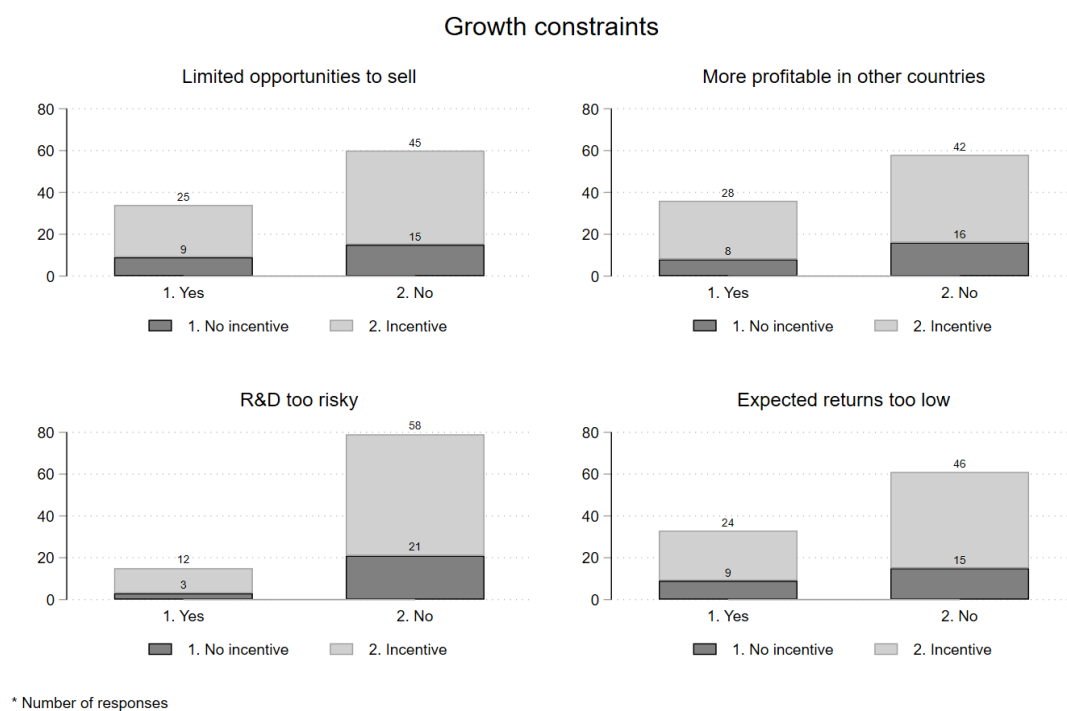 Growth constraints
Limited opportunities to sell
80
60
40
20
0
25
9
45
15
1. Yes
2. No
1. No incentive
2. Incentive
More profitable in other countries
80
60
40
20
0
28
8
42
16
1. Yes
2. No
1. No incentive
2. Incentive
R&D too risky
80
60
40
20
0
12
3
58
21
1. Yes
2. No
1. No incentive
2. Incentive
Expected returns too low
80
60
40
20
0
24
9
46
15
1. Yes
2. No
1. No incentive
2. Incentive
* Number of responses